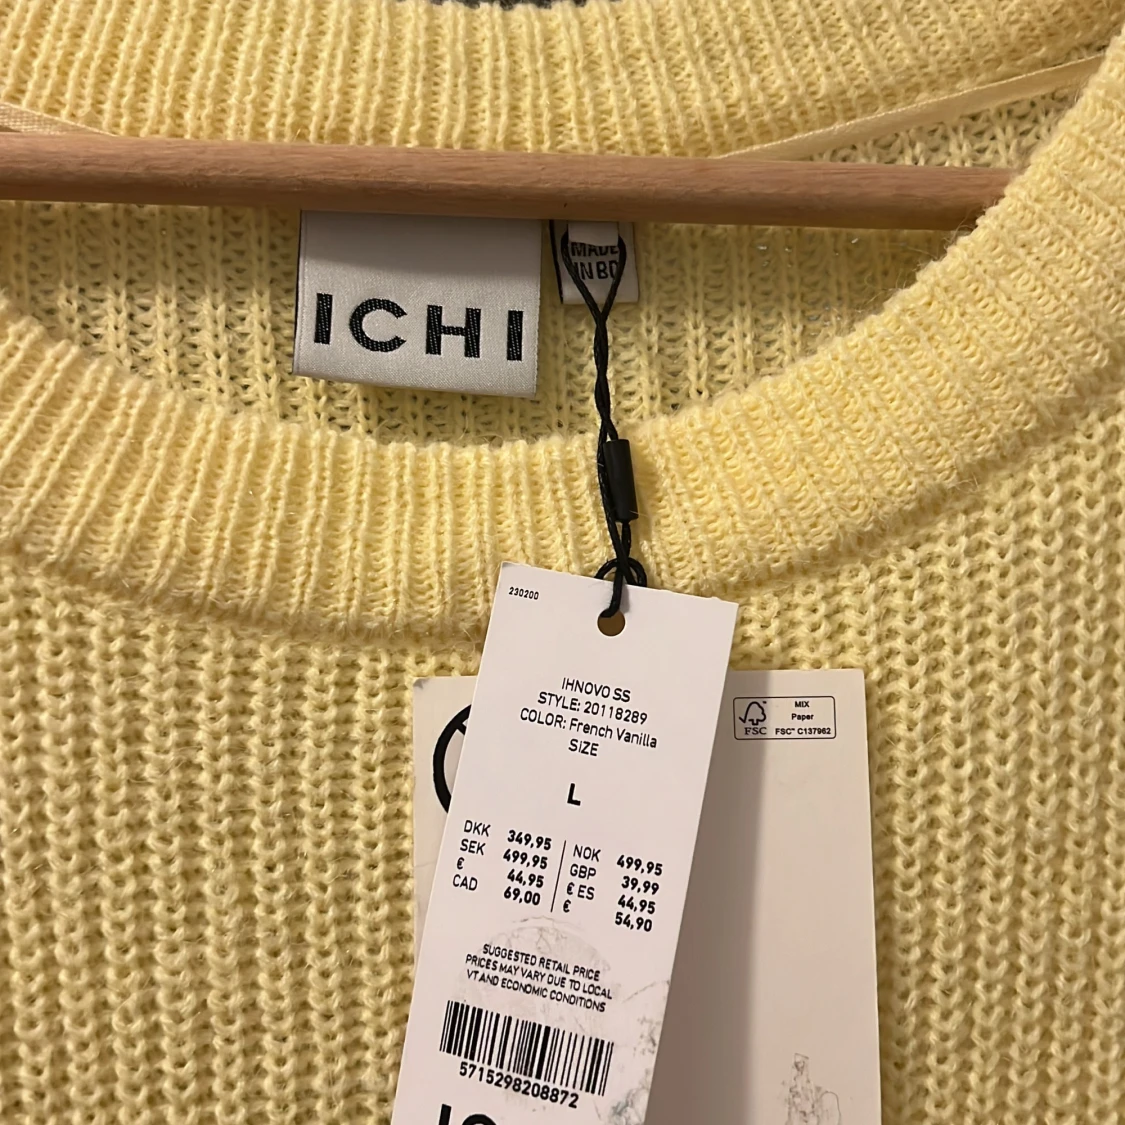 ICHI
MADE
IN BD
230200
IHNOVO SS
STYLE: 20118289
COLOR: French Vanilla
SIZE
L
DKK 349,95
SEK 499,95
€ 44,95
CAD 69,00
NOK 499,95
GBP 39,99
€ ES 44,95
€ 54,90
SUGGESTED RETAIL PRICE
PRICES MAY VARY DUE TO LOCAL
VT AND ECONOMIC CONDITIONS
5715298208872
MIX
Paper
FSC™ C137962
FSC